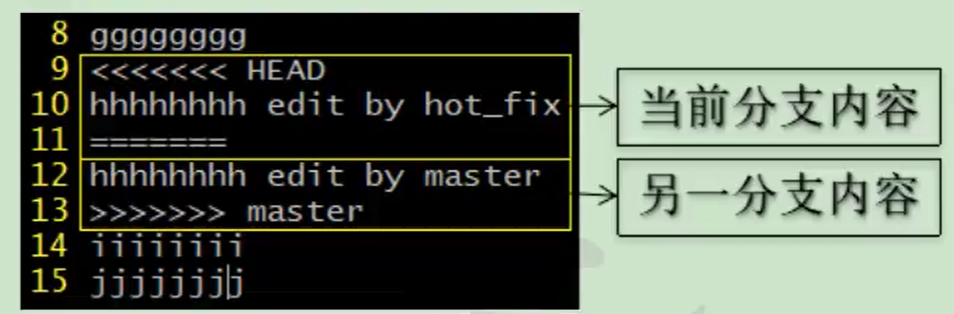 8 gggggggg
9 <<<<<<< HEAD
10 hhhhhhhh edit by hot_fix
11 =======
12 hhhhhhhh edit by master
13 >>>>>>> master
14 iiiiiiii
15 jjjjjjjj
当前分支内容
另一分支内容